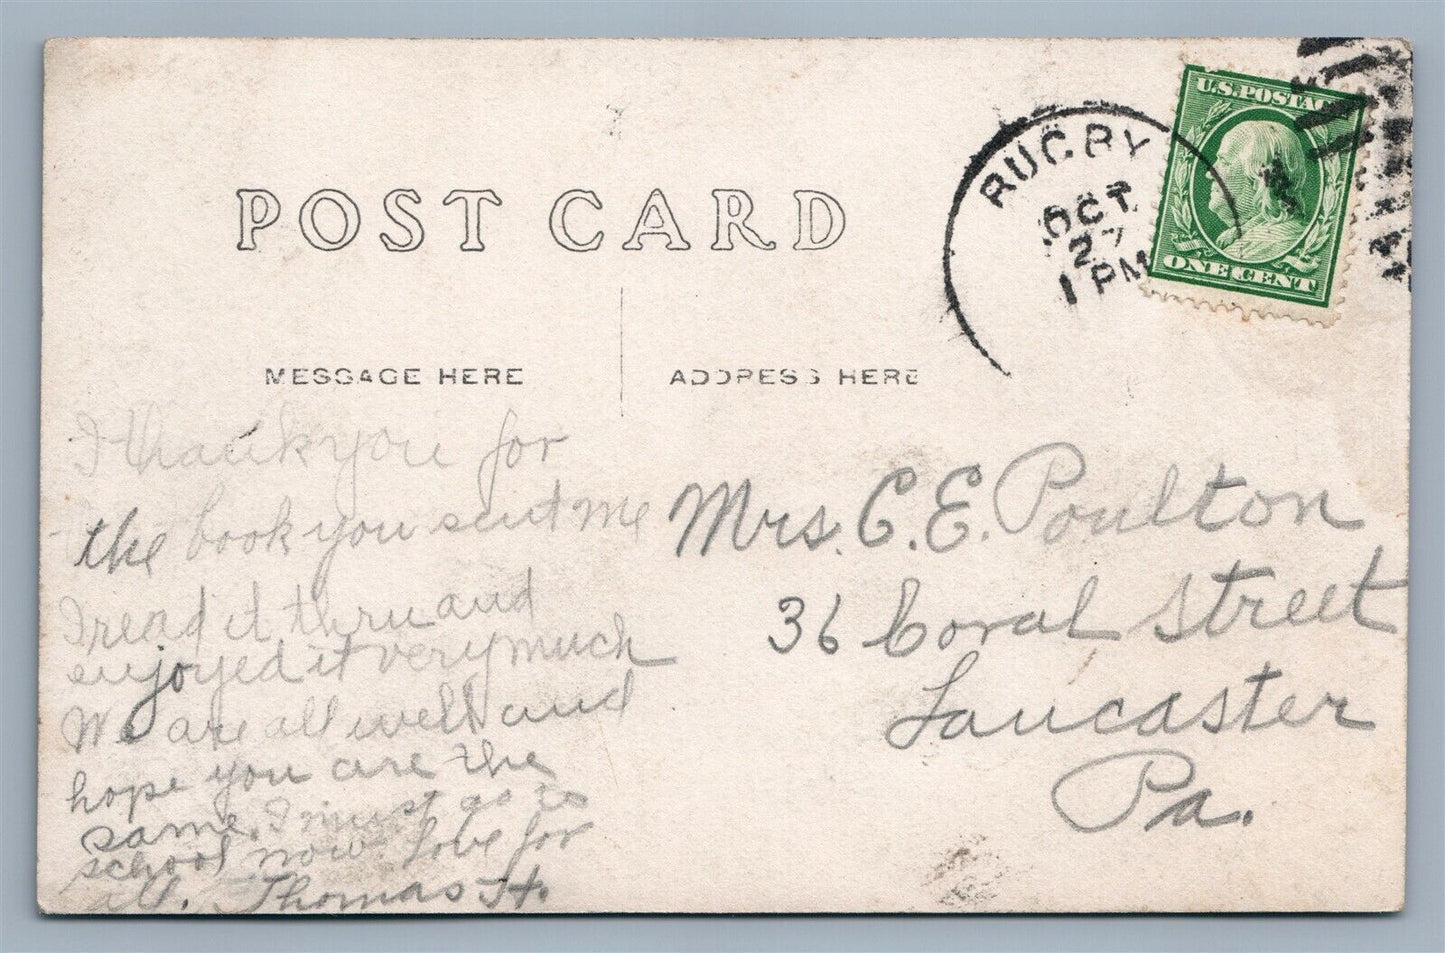 POST CARD
RUGBY
OCT
27
1 PM
U.S. POSTAG
ONE CENT
MESSAGE HERE
ADDRESS HERE
I thank you for
the book you sent me
I read it thru and
enjoyed it very much
We are all well and
hope you are the
same. I must go to
school now Love for
all. Thomas H.
Mrs. C. E. Poulton
36 Coral Street
Lancaster
Pa.